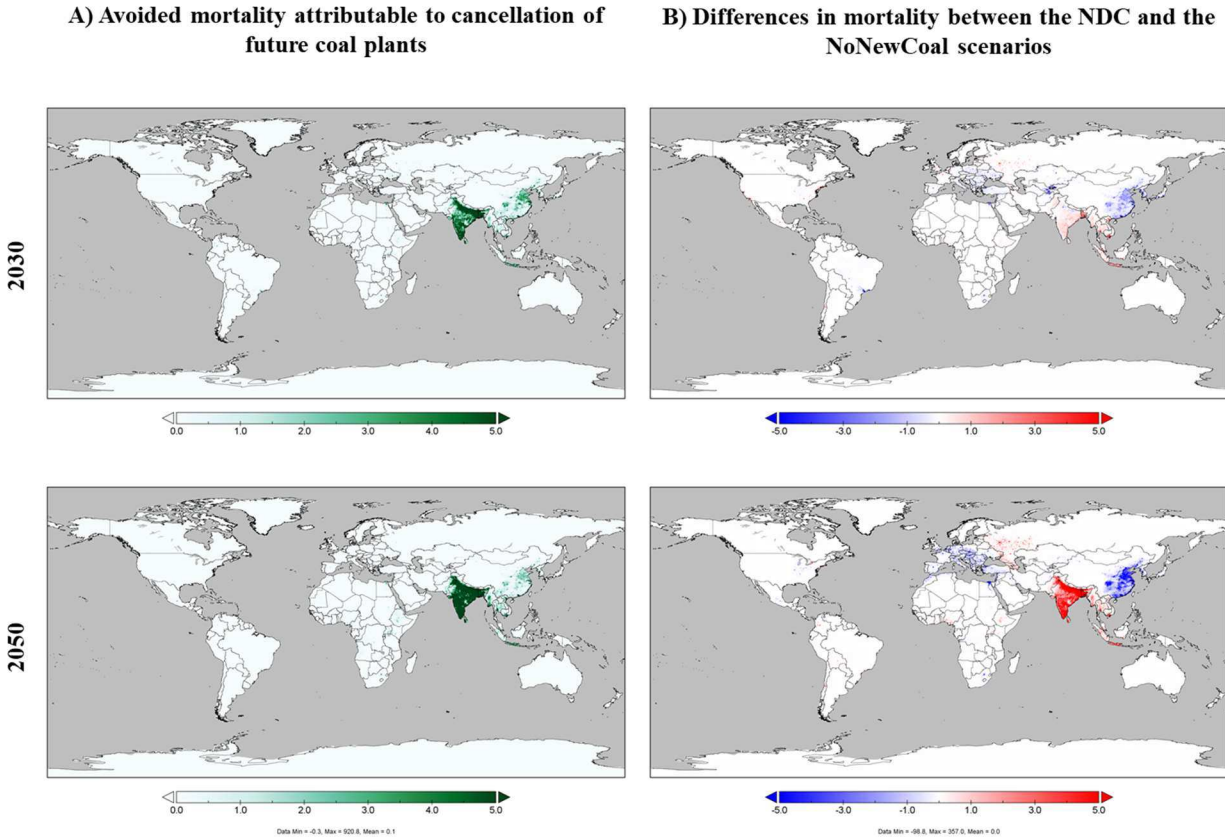 A) Avoided mortality attributable to cancellation of
future coal plants
B) Differences in mortality between the NDC and the
NoNewCoal scenarios
2030
0.0 1.0 2.0 3.0 4.0 5.0
-5.0 -3.0 -1.0 1.0 3.0 5.0
2050
0.0 1.0 2.0 3.0 4.0 5.0
Data Min = -0.3, Max = 920.8, Mean = 0.1
-5.0 -3.0 -1.0 1.0 3.0 5.0
Data Min = -98.8, Max = 357.0, Mean = 0.0